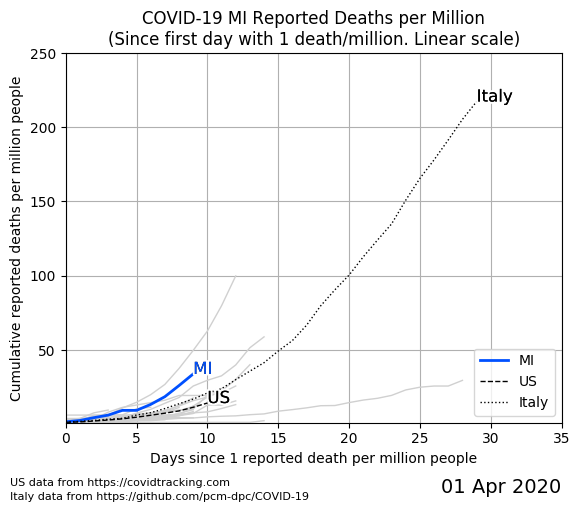 COVID-19 MI Reported Deaths per Million
(Since first day with 1 death/million. Linear scale)
Cumulative reported deaths per million people
250
200
150
100
50
Italy
MI
US
MI
US
Italy
0
5
10
15
20
25
30
35
Days since 1 reported death per million people
US data from https://covidtracking.com
Italy data from https://github.com/pcm-dpc/COVID-19
01 Apr 2020